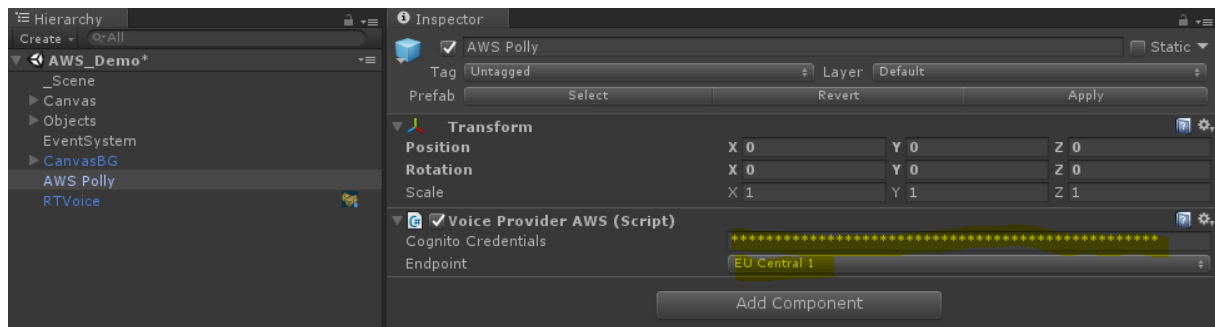 Hierarchy
Create All
AWS_Demo*
_Scene
Canvas
Objects
EventSystem
CanvasBG
AWS Polly
RTVoice
Inspector
AWS Polly Static
Tag Untagged Layer Default
Prefab Select Revert Apply
Transform
Position X 0 Y 0 Z 0
Rotation X 0 Y 0 Z 0
Scale X 1 Y 1 Z 1
Voice Provider AWS (Script)
Cognito Credentials *************************************************
Endpoint EU Central 1
Add Component